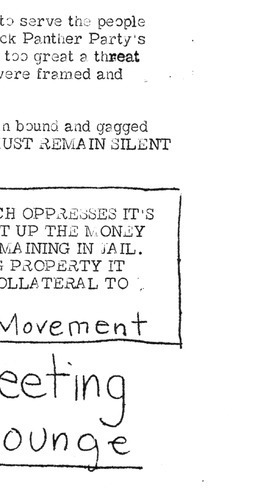 to serve the people
ck Panther Party's
too great a threat
vere framed and
n bound and gagged
UST REMAIN SILENT
CH OPPRESSES IT'S
T UP THE MONEY
MAINING IN JAIL.
G PROPERTY IT
OLLATERAL TO
Movement
eeting
ounge